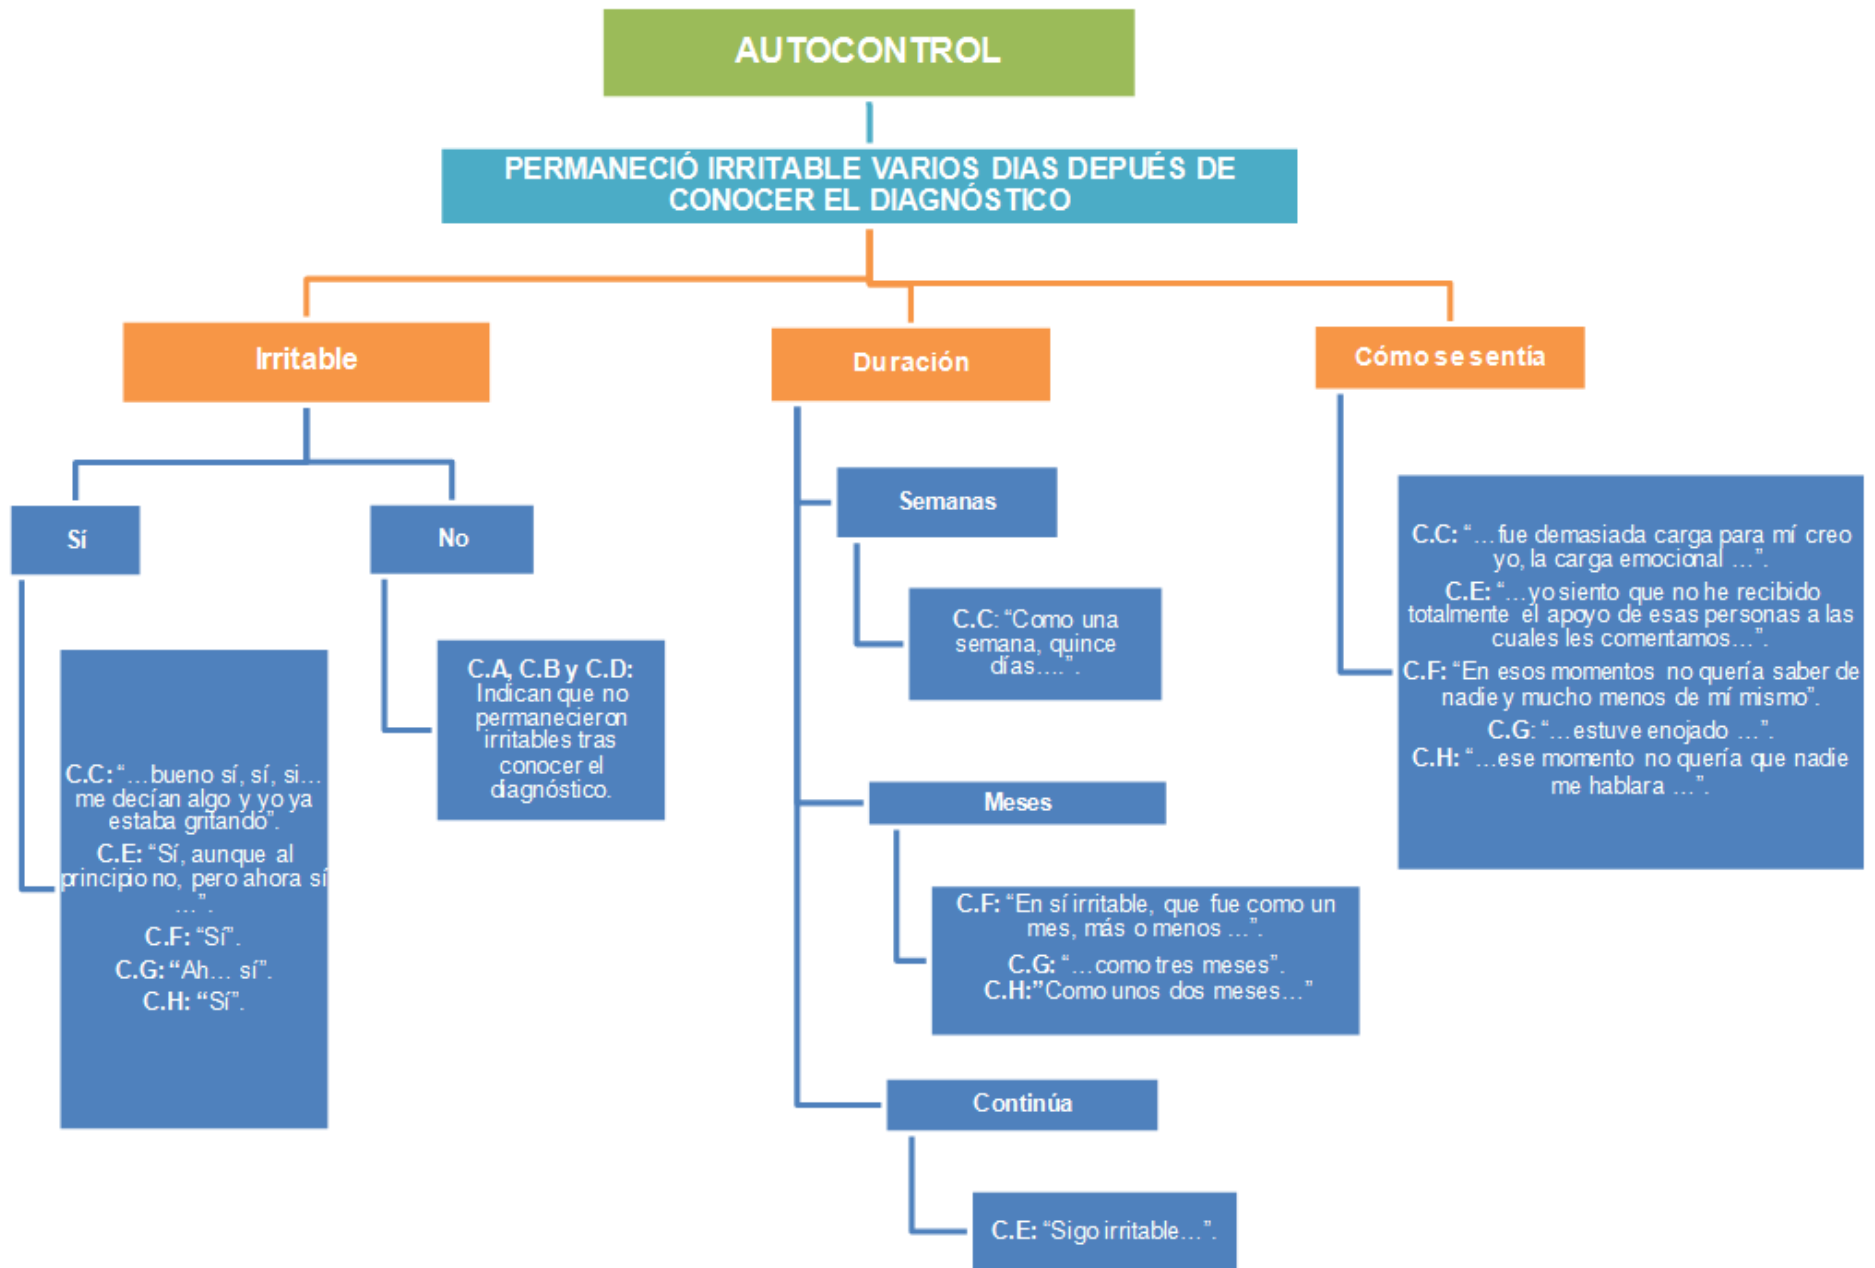 AUTOCONTROL
PERMANECIÓ IRRITABLE VARIOS DIAS DEPUÉS DE
CONOCER EL DIAGNÓSTICO
Irritable
Duración
Cómo se sentía
Sí
No
C.C: “…bueno sí, sí, si…
me decían algo y yo ya
estaba gritando”.
C.E: “Sí, aunque al
principio no, pero ahora sí
…”.
C.F: “Sí”.
C.G: “Ah… sí”.
C.H: “Sí”.
C.A, C.B y C.D:
Indican que no
permanecieron
irritables tras
conocer el
diagnóstico.
Semanas
C.C: “Como una
semana, quince
días….”.
Meses
C.F: “En sí irritable, que fue como un
mes, más o menos …”.
C.G: “…como tres meses”.
C.H:”Como unos dos meses…”
Continúa
C.E: “Sigo irritable…”.
C.C: “…fue demasiada carga para mí creo
yo, la carga emocional …”.
C.E: “…yo siento que no he recibido
totalmente el apoyo de esas personas a las
cuales les comentamos…”.
C.F: “En esos momentos no quería saber de
nadie y mucho menos de mí mismo”.
C.G: “…estuve enojado …”.
C.H: “…ese momento no quería que nadie
me hablara …”.